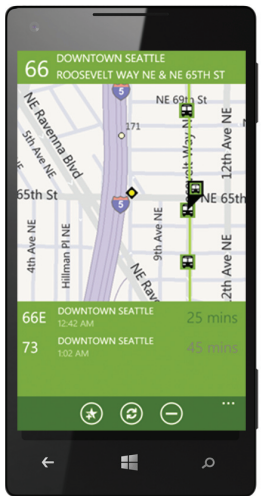 66 DOWNTOWN SEATTLE
ROOSEVELT WAY NE & NE 65TH ST
5
NE 69th St
171
NE Ravenna Blvd
5th Ave NE
12th Ave NE
65th St
5
NE 65th
4th Ave NE
Hillman Pl NE
9th Ave NE
NE Rav
2th Ave NE
66E DOWNTOWN SEATTLE 25 mins
12:42 AM
73 DOWNTOWN SEATTLE 45 mins
1:02 AM
...